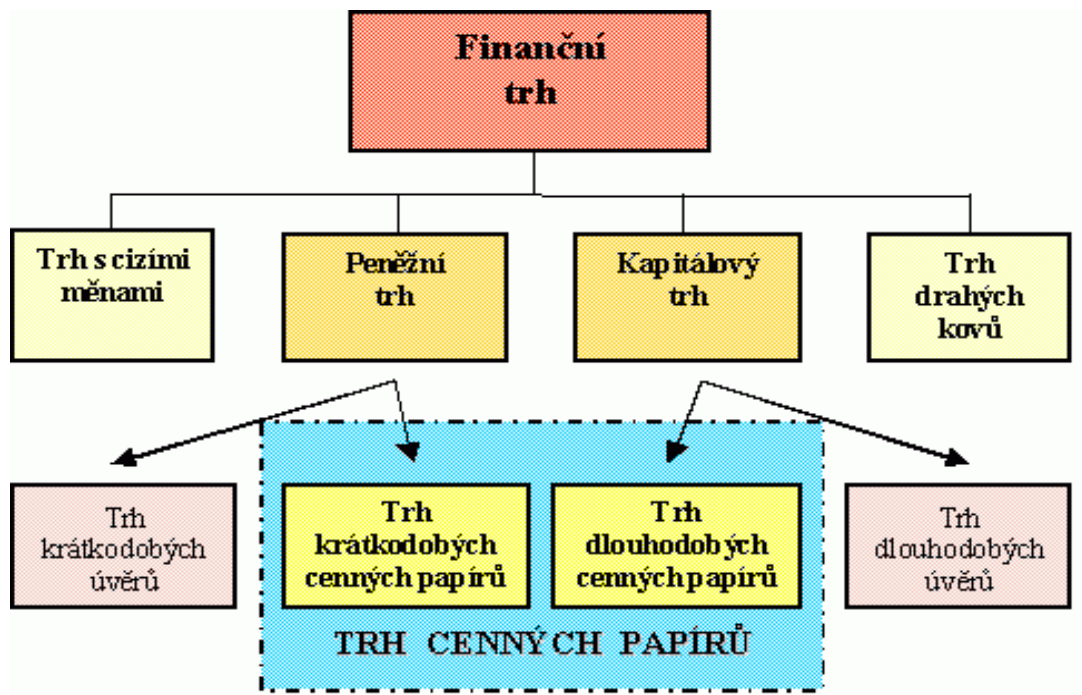 Finanční
trh
Trh s cizími
měnami
Peněžní
trh
Kapitálový
trh
Trh
drahých
kovů
Trh
krátkodobých
úvěrů
Trh
krátkodobých
cenných papírů
Trh
dlouhodobých
cenných papírů
Trh
dlouhodobých
úvěrů
TRH CENNÝCH PAPÍRŮ